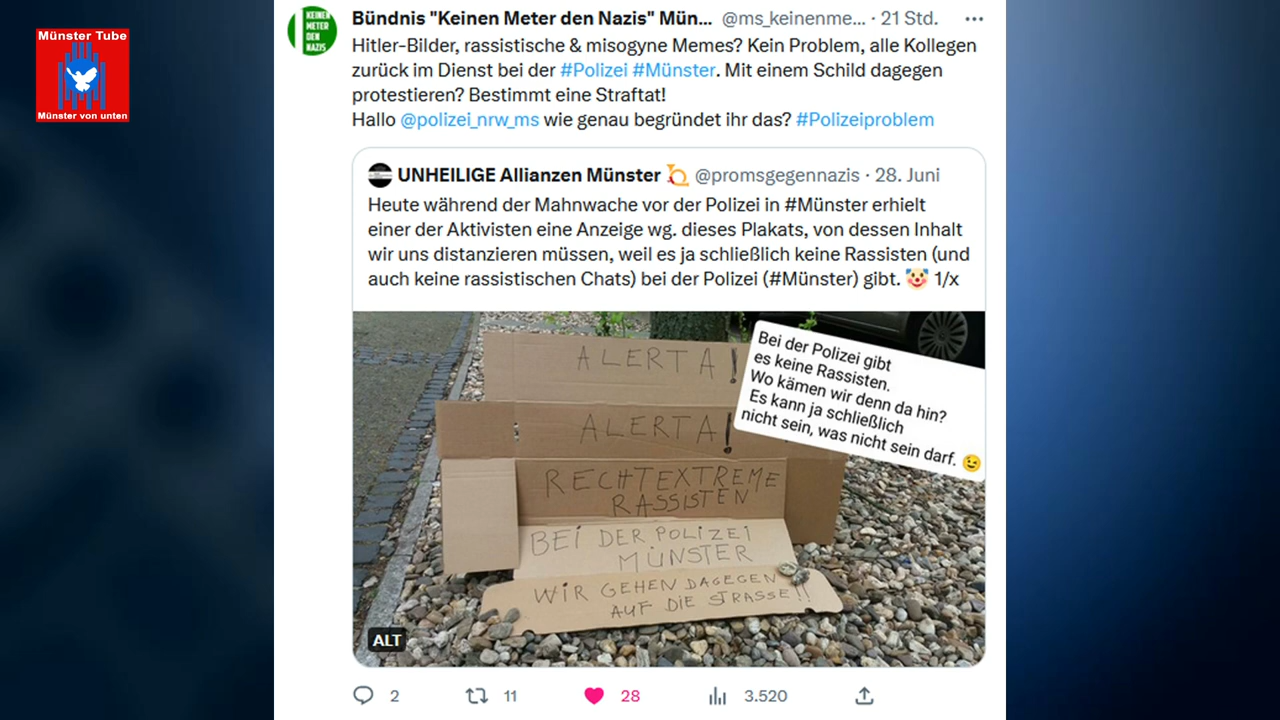 Münster Tube
Münster von unten
KEINEN
METER
DEN
NAZIS
Bündnis "Keinen Meter den Nazis" Mün... @ms_keinenme... · 21 Std. ...
Hitler-Bilder, rassistische & misogyne Memes? Kein Problem, alle Kollegen
zurück im Dienst bei der #Polizei #Münster. Mit einem Schild dagegen
protestieren? Bestimmt eine Straftat!
Hallo @polizei_nrw_ms wie genau begründet ihr das? #Polizeiproblem
UNHEILIGE Allianzen Münster @promsgegennazis · 28. Juni
Heute während der Mahnwache vor der Polizei in #Münster erhielt
einer der Aktivisten eine Anzeige wg. dieses Plakats, von dessen Inhalt
wir uns distanzieren müssen, weil es ja schließlich keine Rassisten (und
auch keine rassistischen Chats) bei der Polizei (#Münster) gibt. 🤡 1/x
ALERTA!
ALERTA!
RECHTEXTREME
RASSISTEN
BEI DER POLIZEI
MÜNSTER
WIR GEHEN DAGEGEN
AUF DIE STRASSE!!
Bei der Polizei gibt
es keine Rassisten.
Wo kämen wir denn da hin?
Es kann ja schließlich
nicht sein, was nicht sein darf. 😉
ALT
2 11 28 3.520